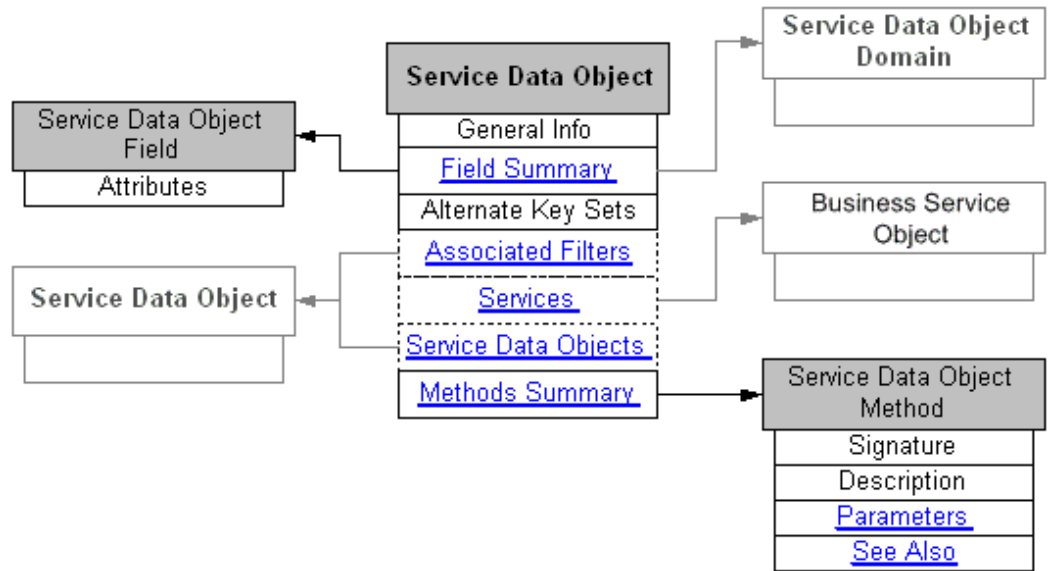 Service Data Object
Domain
Service Data Object
Service Data Object
Field
General Info
Field Summary
Attributes
Alternate Key Sets
Business Service
Object
Associated Filters
Service Data Object
Services
Service Data Objects
Methods Summary
Service Data Object
Method
Signature
Description
Parameters
See Also